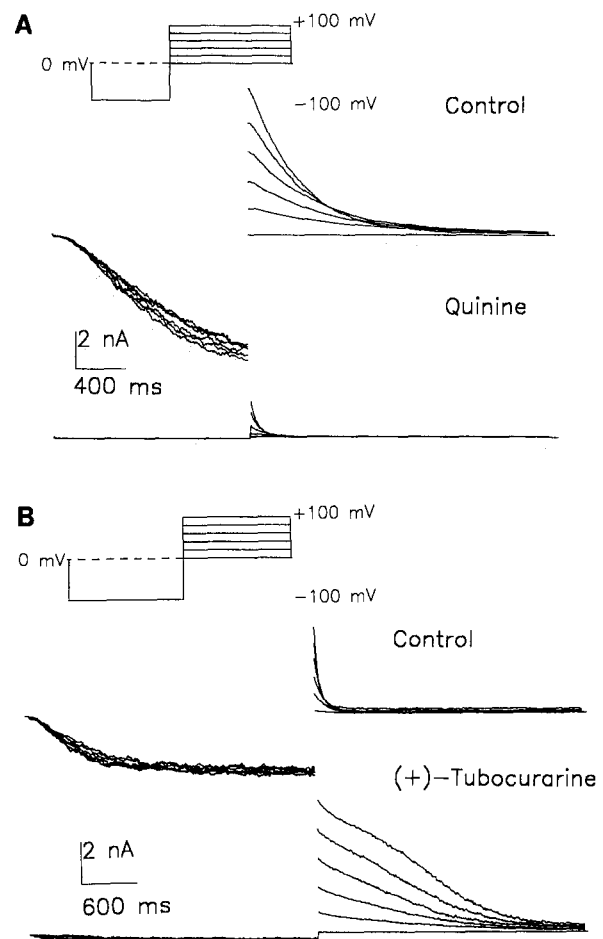 A
+100 mV
0 mV
-100 mV
Control
Quinine
2 nA
400 ms
B
+100 mV
0 mV
-100 mV
Control
(+)-Tubocurarine
2 nA
600 ms